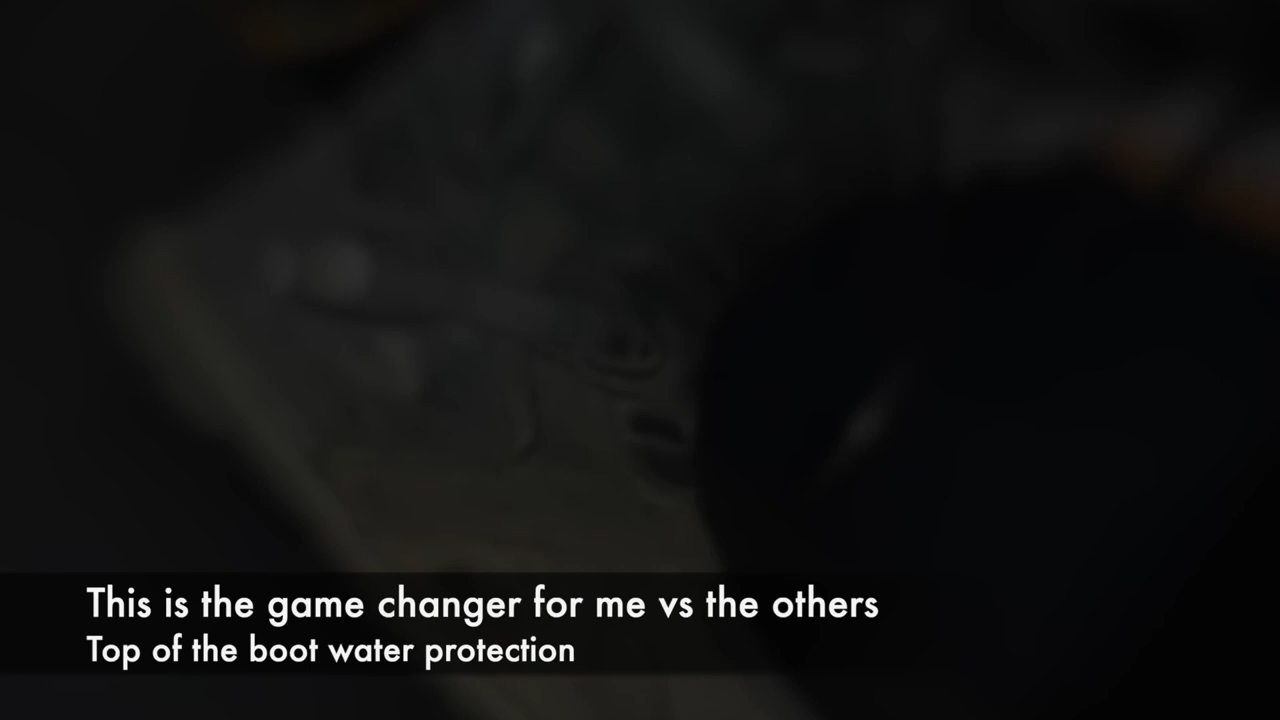 This is the game changer for me vs the others
Top of the boot water protection